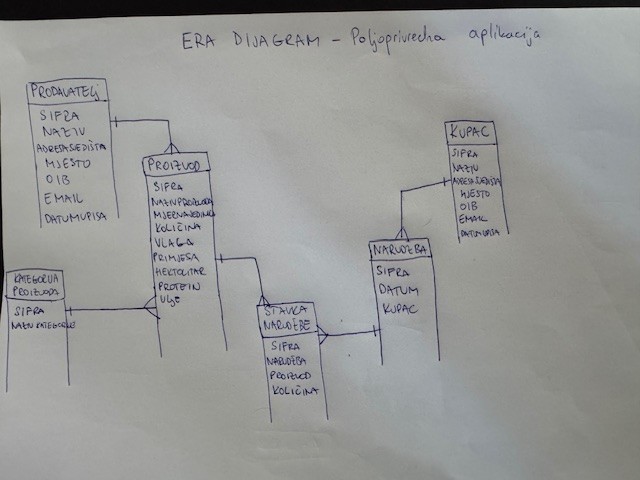 ERA DIJAGRAM - Poljoprivredna aplikacija
PRODAVATELJ
SIFRA
NAZIV
ADRESASJEDIŠTA
MJESTO
OIB
EMAIL
DATUMUPISA
PROIZVOD
SIFRA
NAZIVPROIZVODA
MJERNAJEDINICA
KOLIČINA
VLAGA
PRIMJESA
HEKTOLITAR
PROTEIN
Ulje
KATEGORIJA
PROIZVODA
SIFRA
NAZIV KATEGORIJE
STAVKA
NARUDŽBE
SIFRA
NARUDŽBA
PROIZVOD
KOLIČINA
NARUDŽBA
SIFRA
DATUM
KUPAC
KUPAC
SIFRA
NAZIV
ADRESASJEDIŠTA
MJESTO
OIB
EMAIL
DATUMUPISA